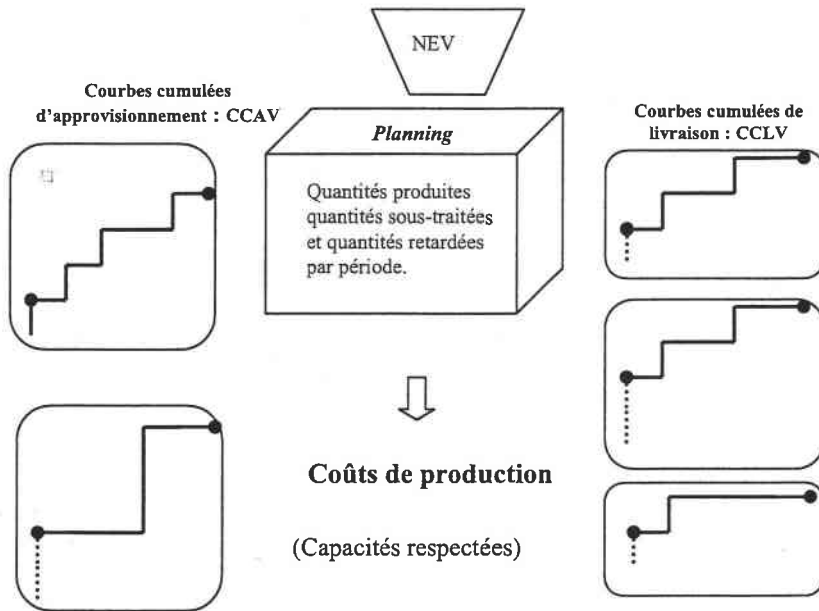 NEV
Courbes cumulées
d'approvisionnement : CCAV
Planning
Quantités produites
quantités sous-traitées
et quantités retardées
par période.
Courbes cumulées de
livraison : CCLV
Coûts de production
(Capacités respectées)